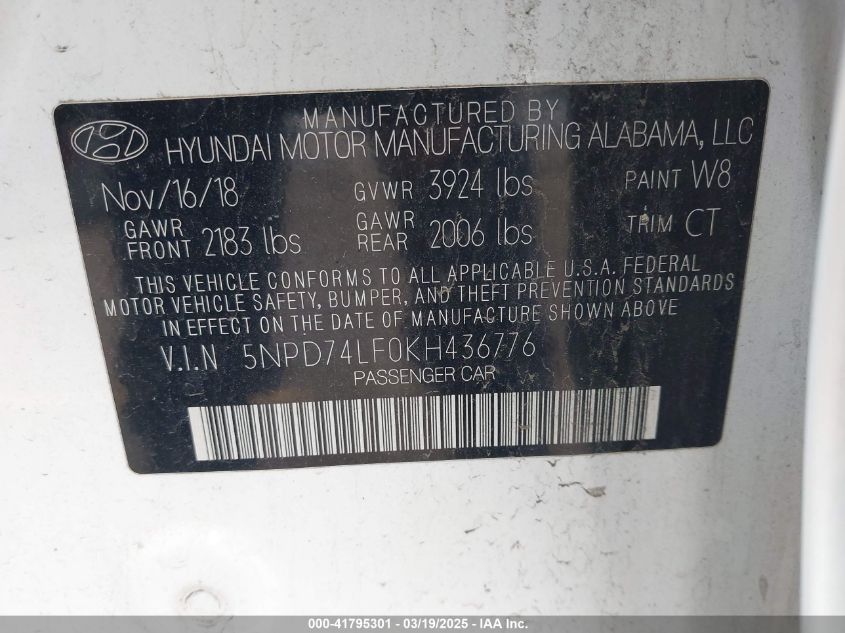 MANUFACTURED BY
HYUNDAI MOTOR MANUFACTURING ALABAMA, LLC
Nov/16/18 GVWR 3924 lbs PAINT W8
GAWR FRONT 2183 lbs GAWR REAR 2006 lbs TRIM CT
THIS VEHICLE CONFORMS TO ALL APPLICABLE U.S.A. FEDERAL
MOTOR VEHICLE SAFETY, BUMPER, AND THEFT PREVENTION STANDARDS
IN EFFECT ON THE DATE OF MANUFACTURE SHOWN ABOVE
V.I.N 5NPD74LF0KH436776
PASSENGER CAR
000-41795301 - 03/19/2025 - IAA Inc.